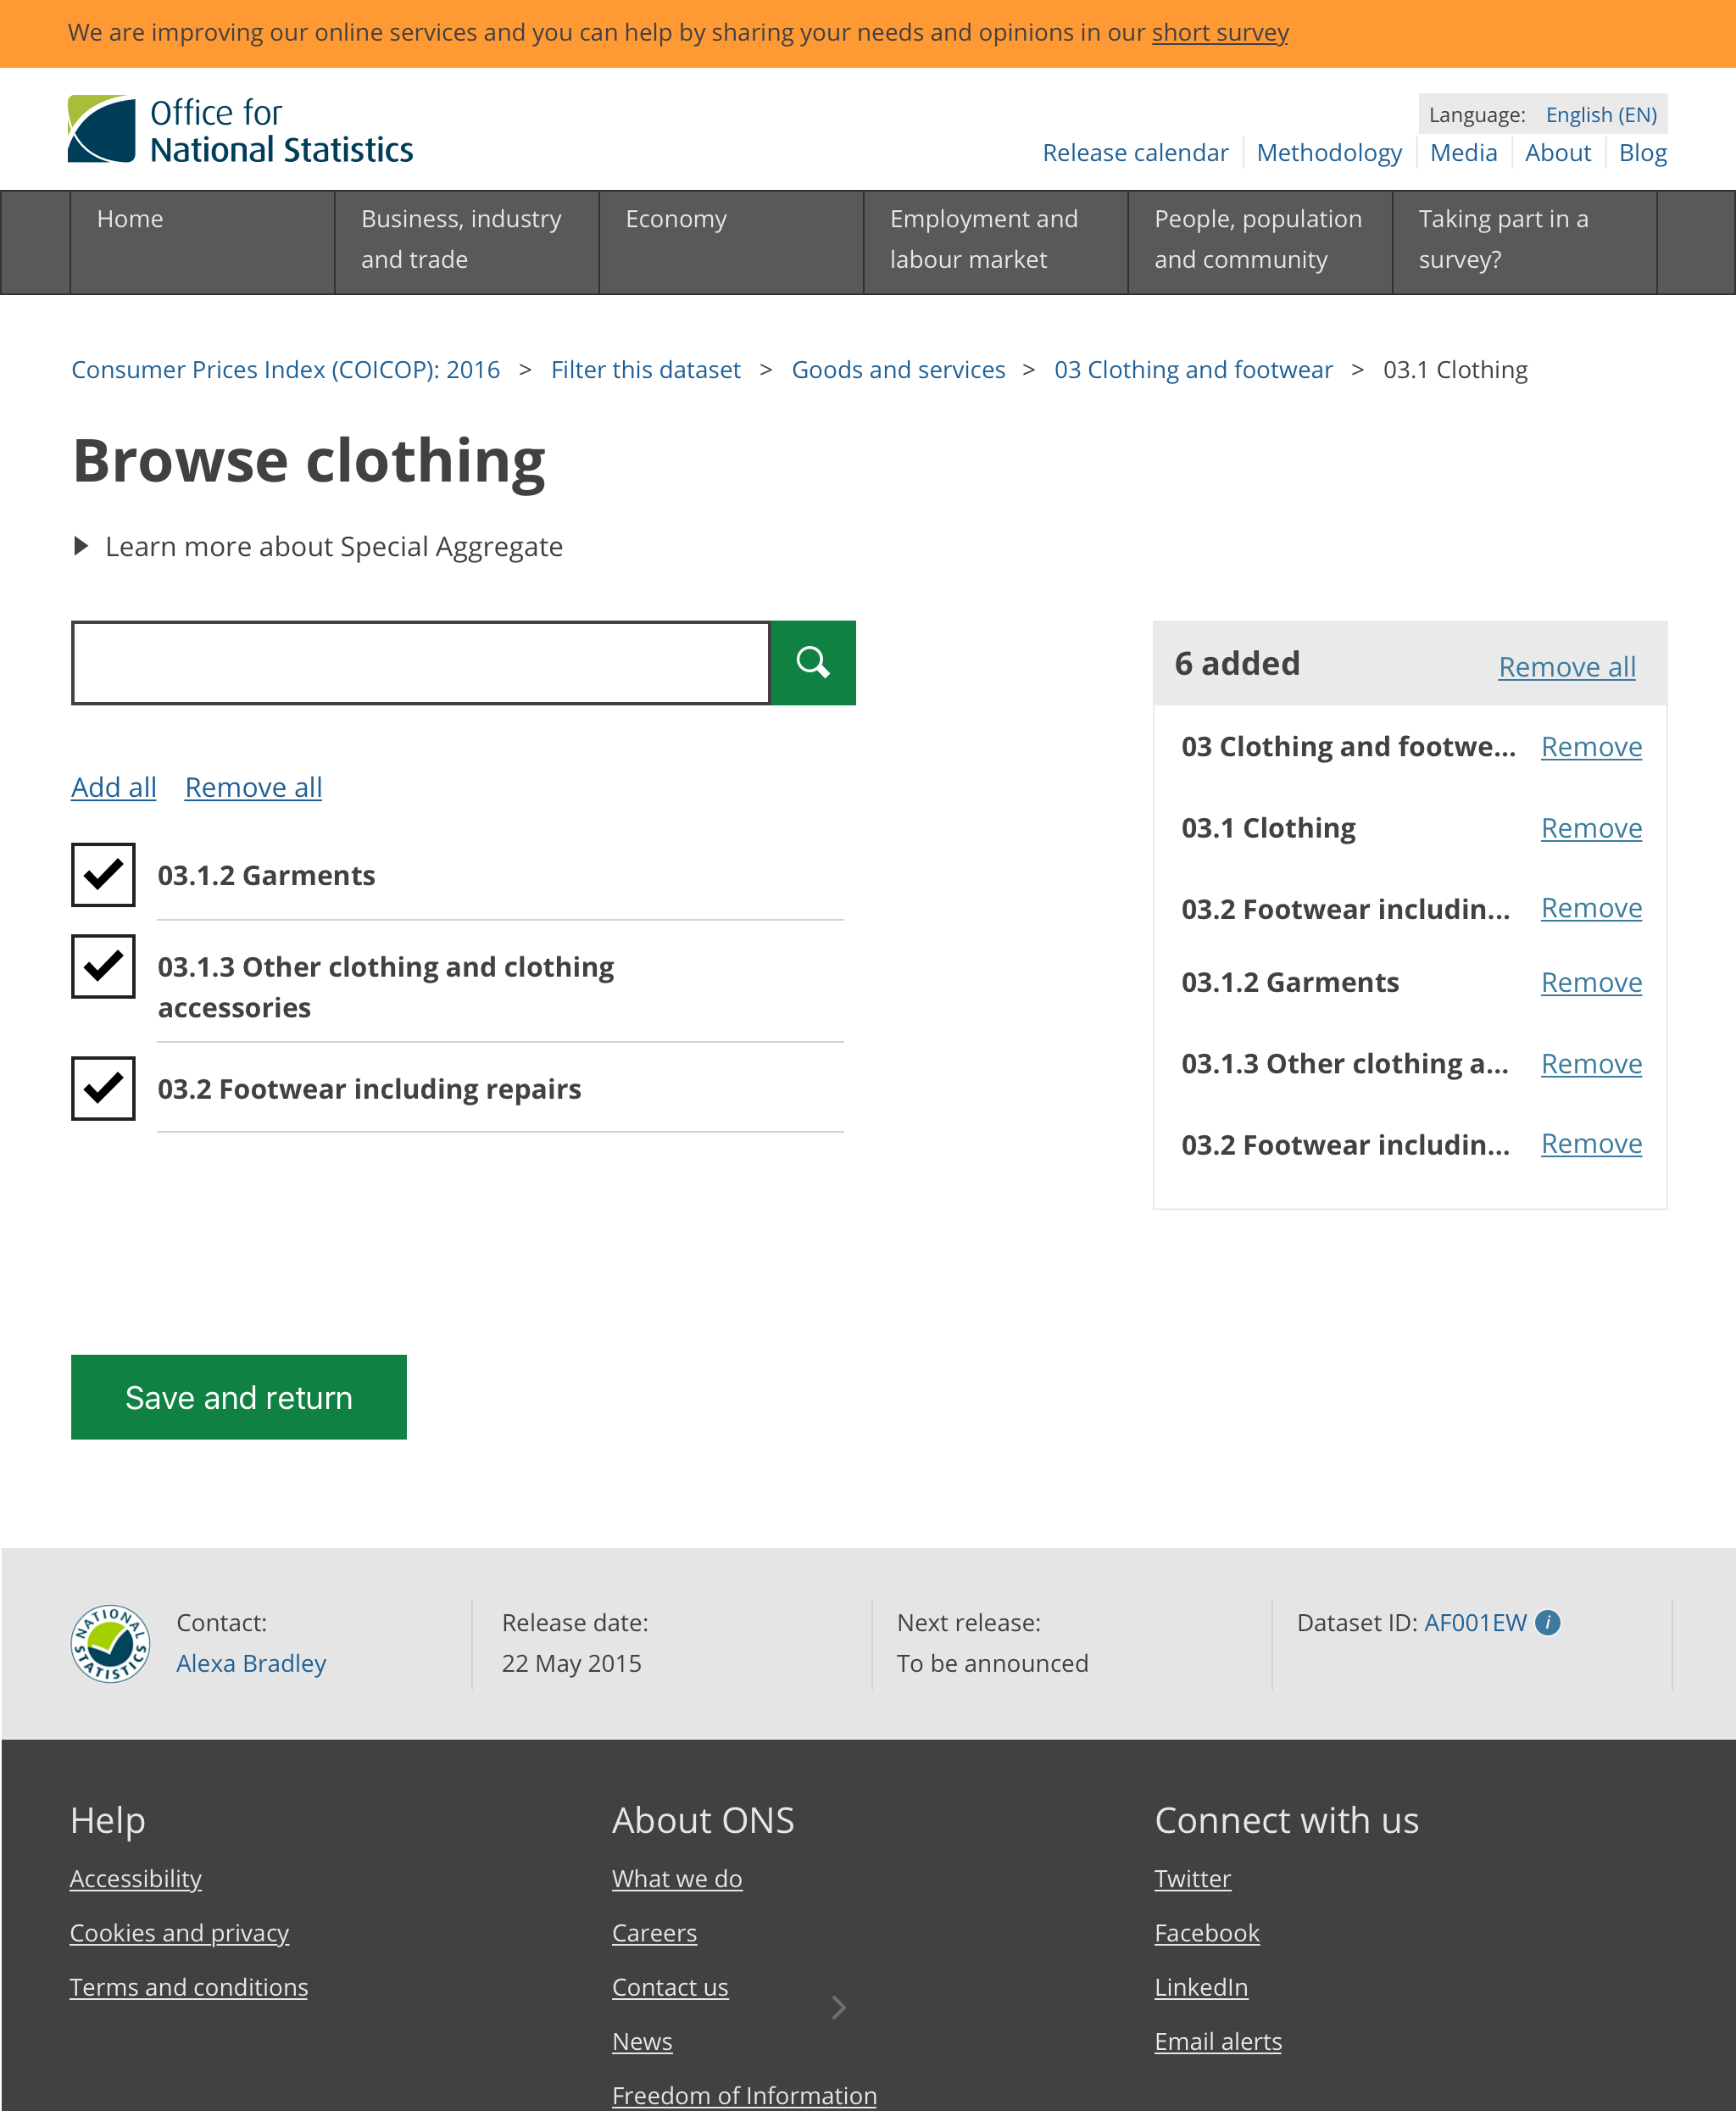 We are improving our online services and you can help by sharing your needs and opinions in our short survey
Office for
National Statistics
Language: English (EN)
Release calendar Methodology Media About Blog
Home
Business, industry
and trade
Economy
Employment and
labour market
People, population
and community
Taking part in a
survey?
Consumer Prices Index (COICOP): 2016 > Filter this dataset > Goods and services > 03 Clothing and footwear > 03.1 Clothing
Browse clothing
Learn more about Special Aggregate
Add all Remove all
03.1.2 Garments
03.1.3 Other clothing and clothing
accessories
03.2 Footwear including repairs
6 added Remove all
03 Clothing and footwe... Remove
03.1 Clothing Remove
03.2 Footwear includin... Remove
03.1.2 Garments Remove
03.1.3 Other clothing a... Remove
03.2 Footwear includin... Remove
Save and return
NATIONAL STATISTICS
Contact:
Alexa Bradley
Release date:
22 May 2015
Next release:
To be announced
Dataset ID: AF001EW i
Help
Accessibility
Cookies and privacy
Terms and conditions
About ONS
What we do
Careers
Contact us
News
Freedom of Information
Connect with us
Twitter
Facebook
LinkedIn
Email alerts